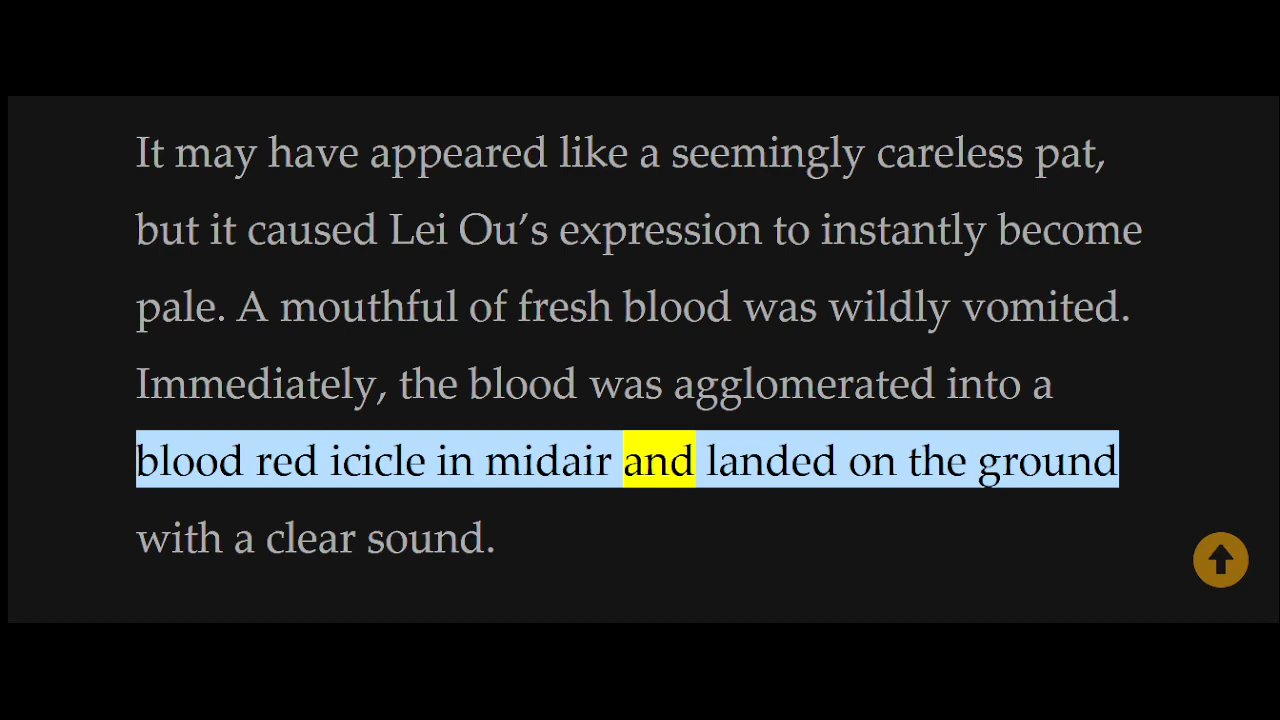 It may have appeared like a seemingly careless pat,
but it caused Lei Ou’s expression to instantly become
pale. A mouthful of fresh blood was wildly vomited.
Immediately, the blood was agglomerated into a
blood red icicle in midair and landed on the ground
with a clear sound.